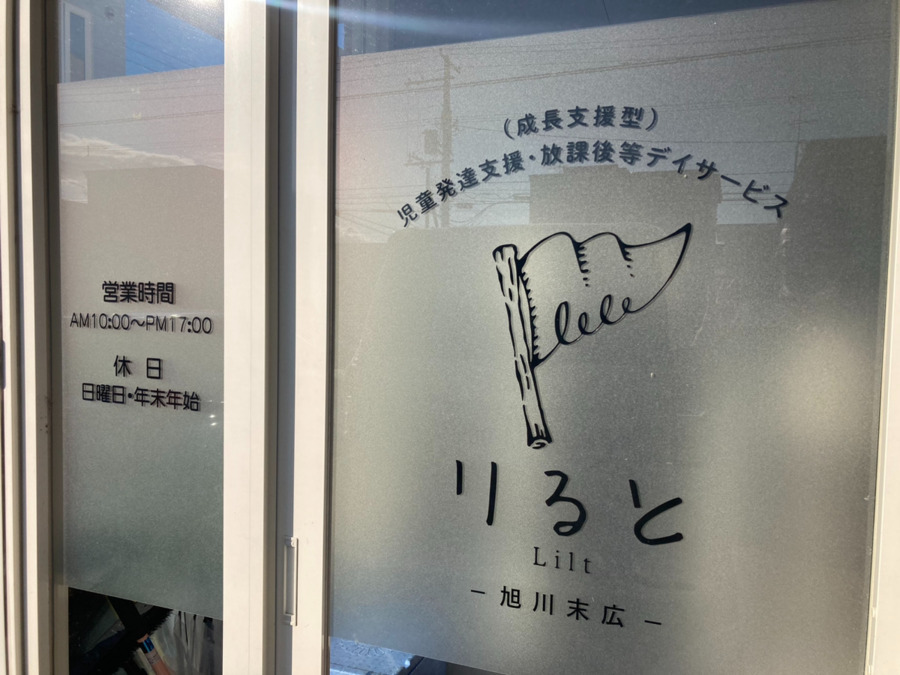 営業時間
AM10:00～PM17:00
休 日
日曜日・年末年始
(成長支援型)
児童発達支援・放課後等デイサービス
りると
Lilt
ー旭川末広ー